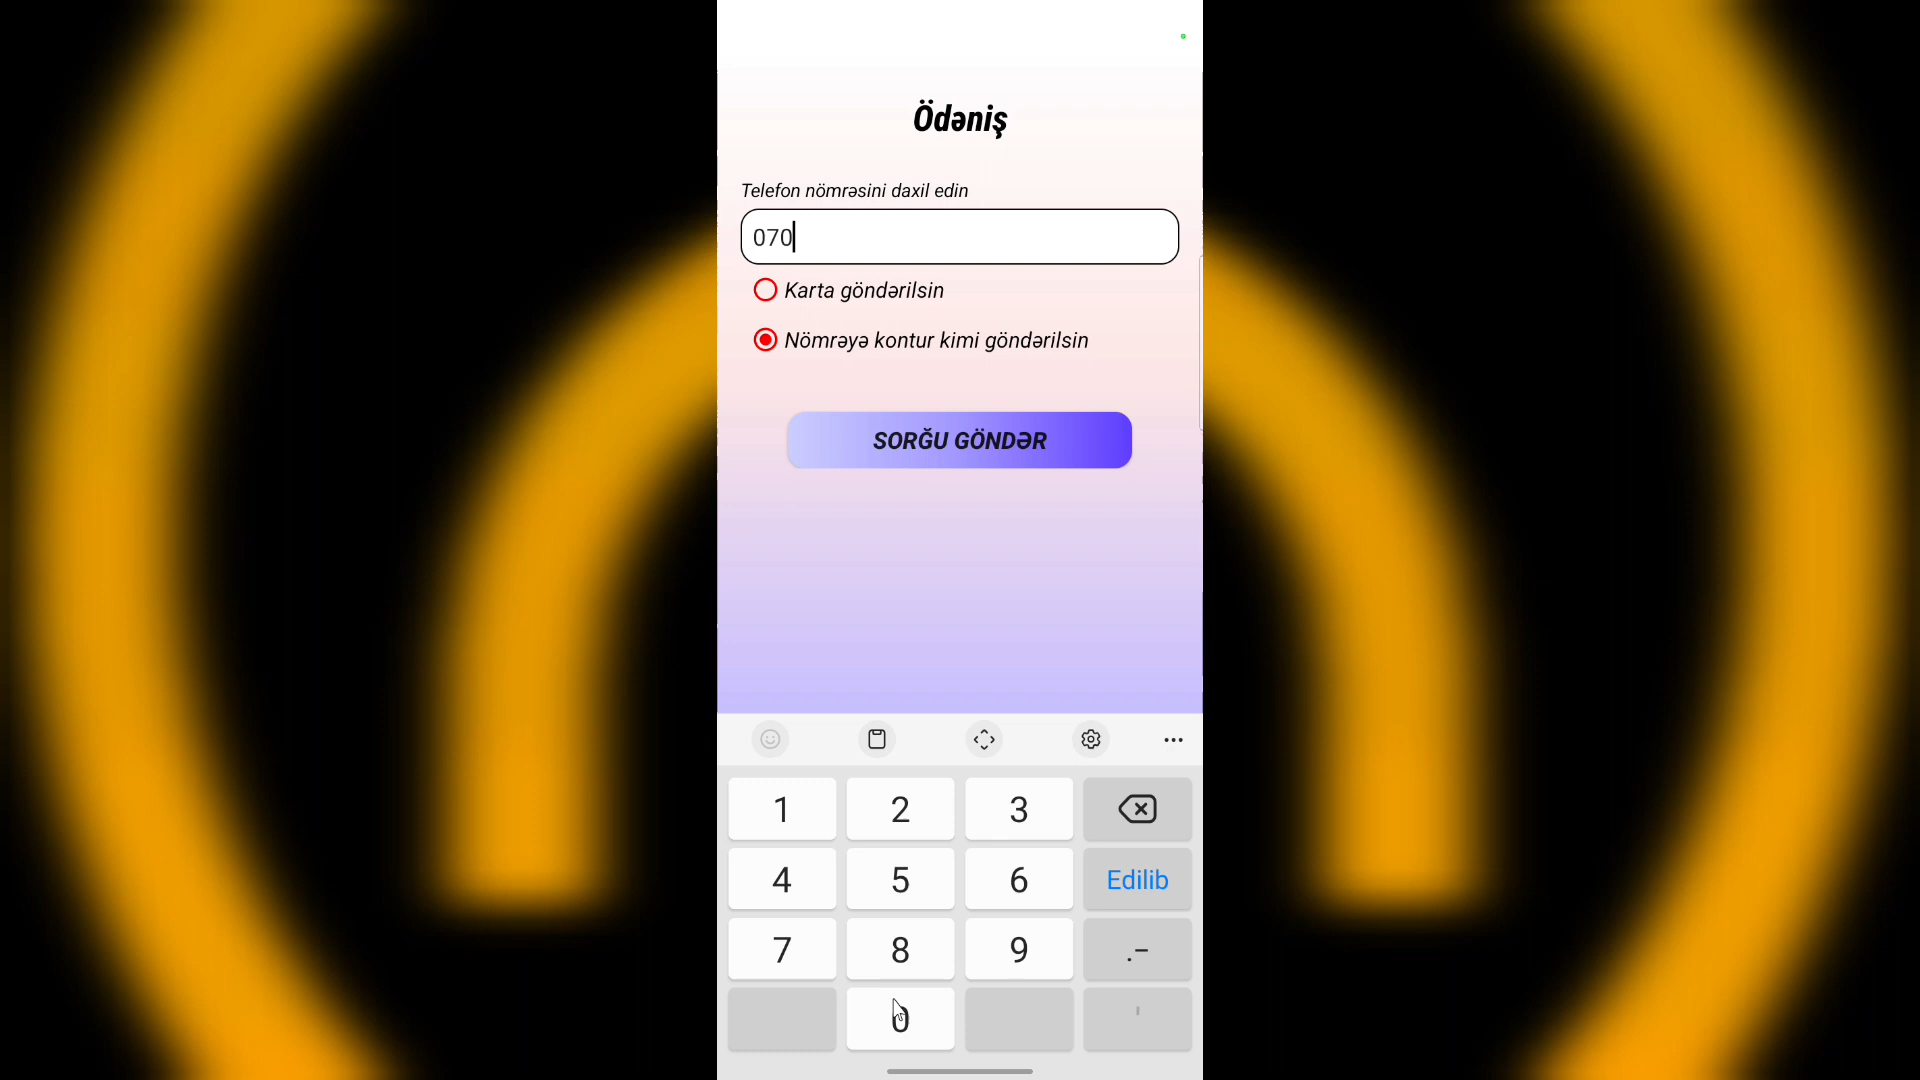 Ödəniş
Telefon nömrəsini daxil edin
070
Karta göndərilsin
Nömrəyə kontur kimi göndərilsin
SORĞU GÖNDƏR
1 2 3
4 5 6 Edilib
7 8 9 .-
0 '